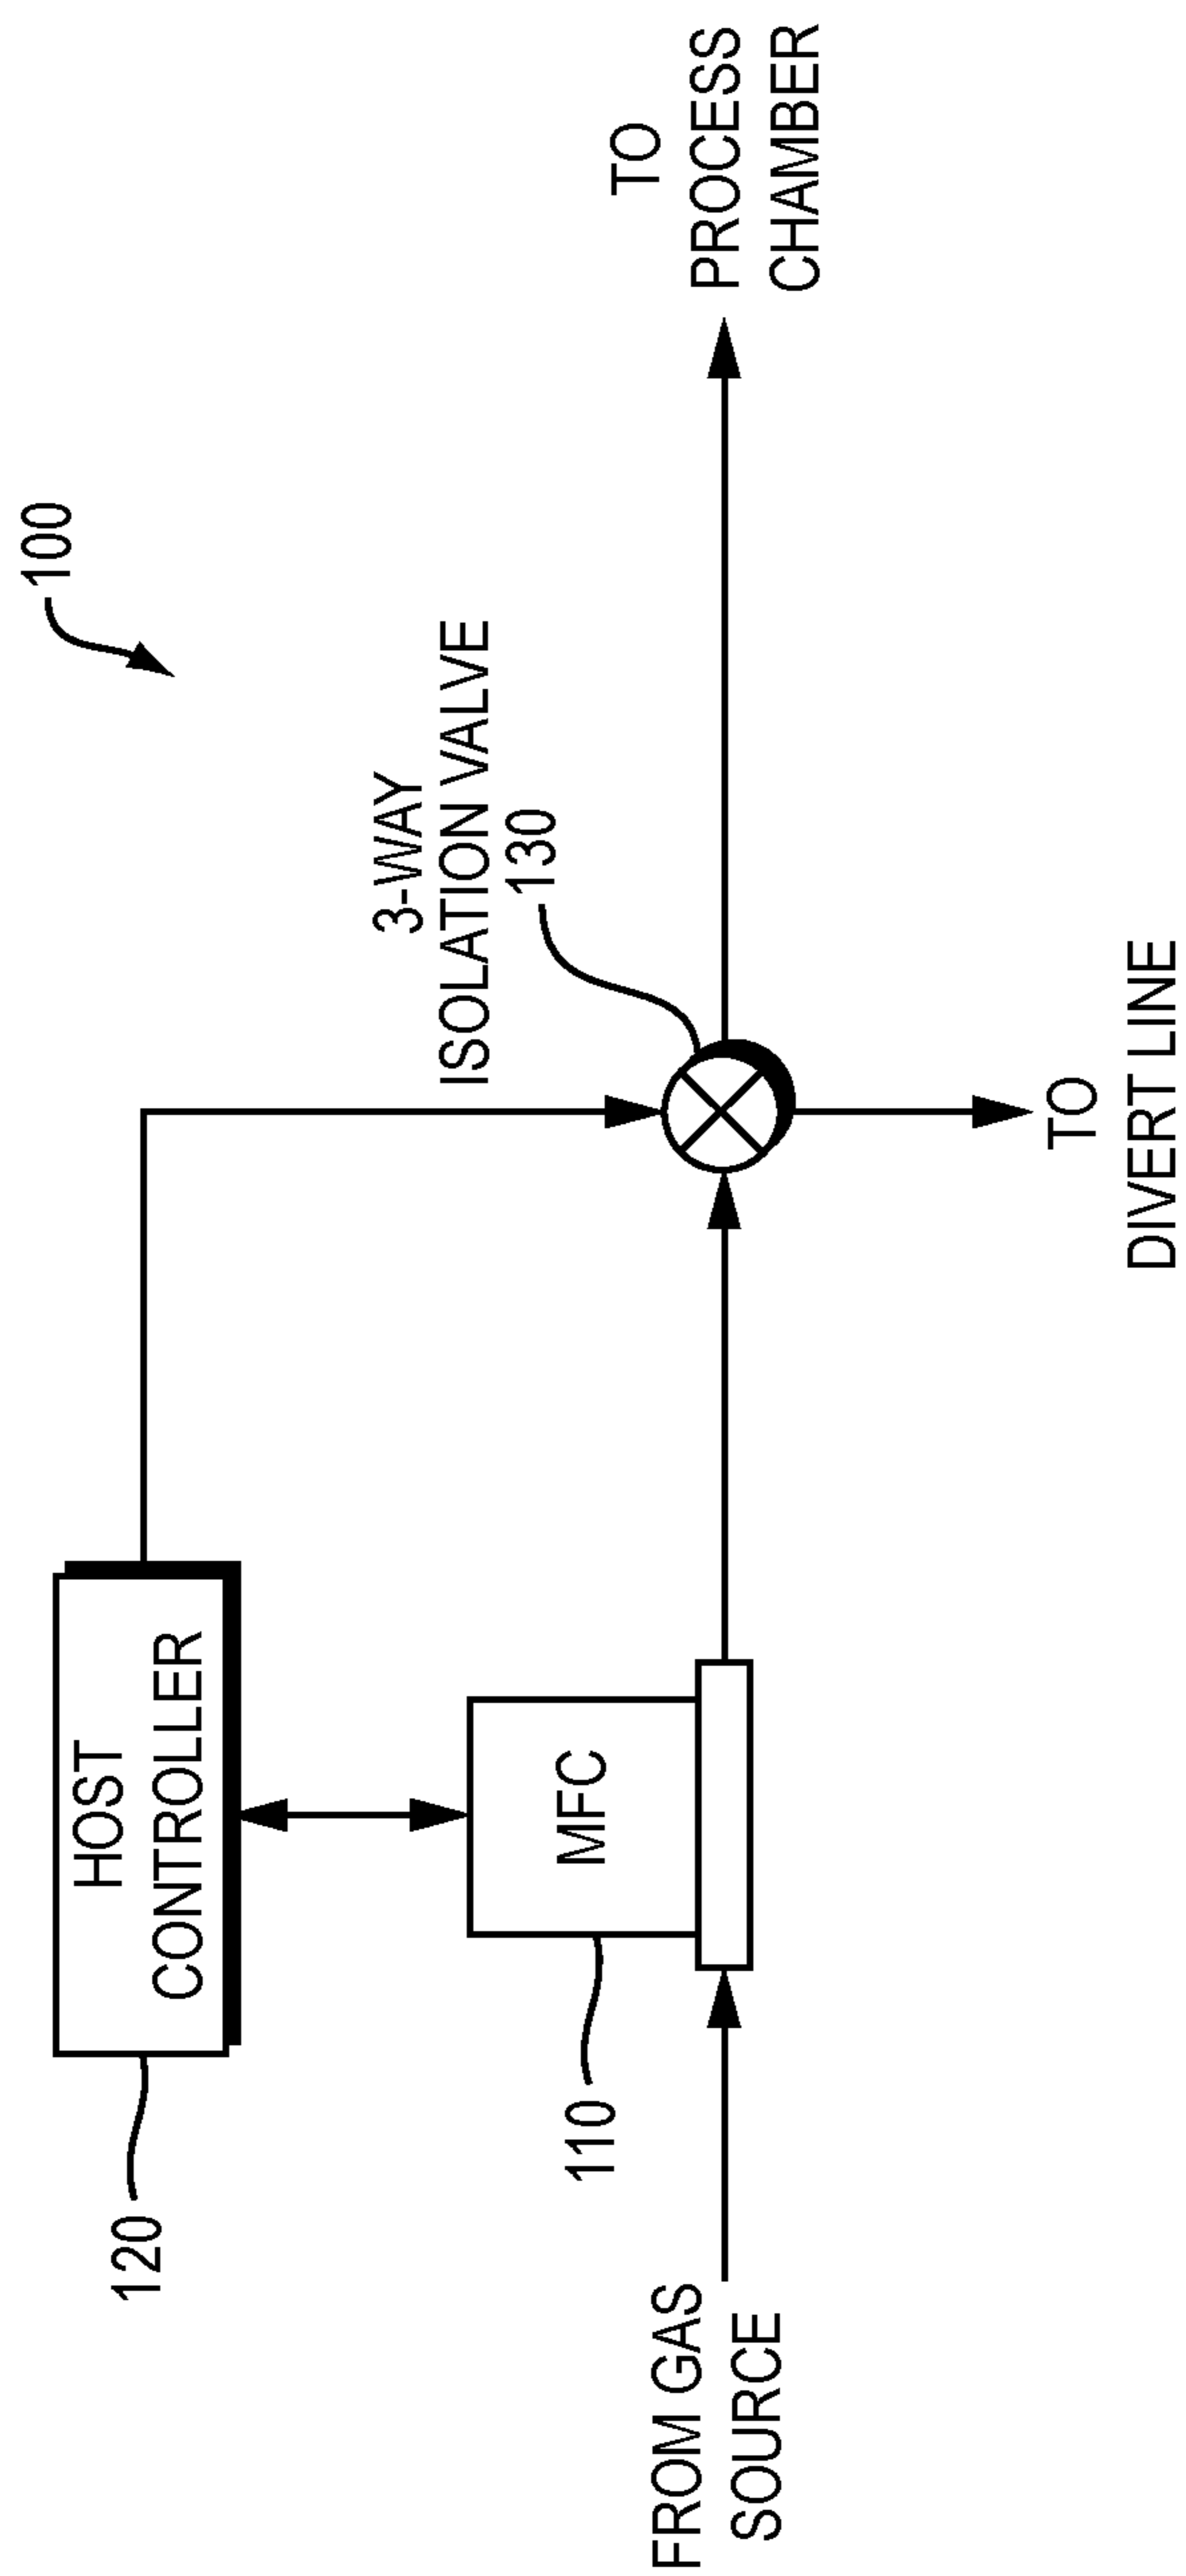 100
HOST
CONTROLLER
120
3-WAY
ISOLATION VALVE
130
MFC
110
FROM GAS
SOURCE
TO
PROCESS
CHAMBER
TO
DIVERT LINE